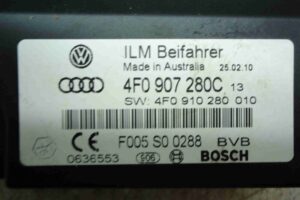 ILM Beifahrer
Made in Australia 25.02.10
4F0 907 280C 13
SW: 4F0 910 280 010
F005 S0 0288 BVB
0636553 BOSCH